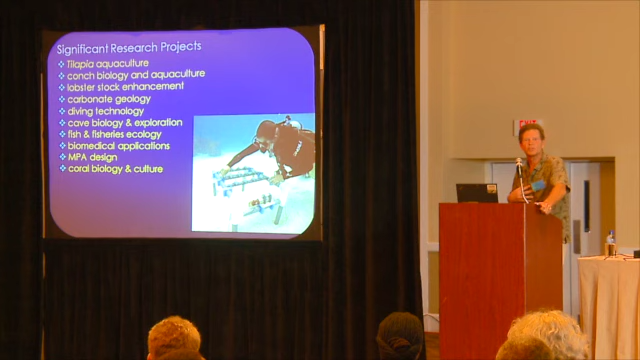 Significant Research Projects
Tilapia aquaculture
conch biology and aquaculture
lobster stock enhancement
carbonate geology
diving technology
cave biology & exploration
fish & fisheries ecology
biomedical applications
MPA design
coral biology & culture
EXIT